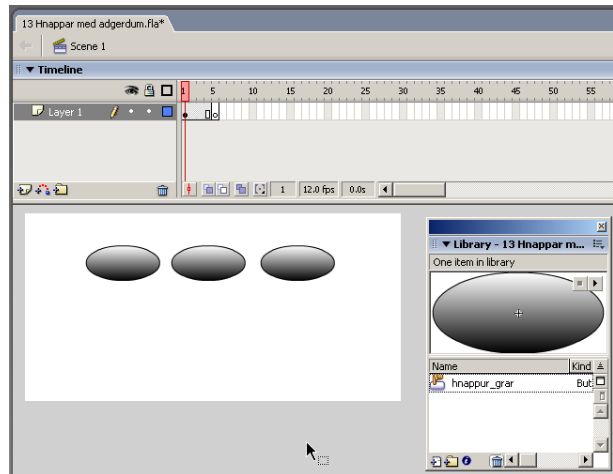 13 Hnappar med adgerdum.fla*
Scene 1
Timeline
1 5 10 15 20 25 30 35 40 45 50 55
Layer 1
1 12.0 fps 0.0s
Library - 13 Hnappar m...
One item in library
Name Kind
hnappur_grar But